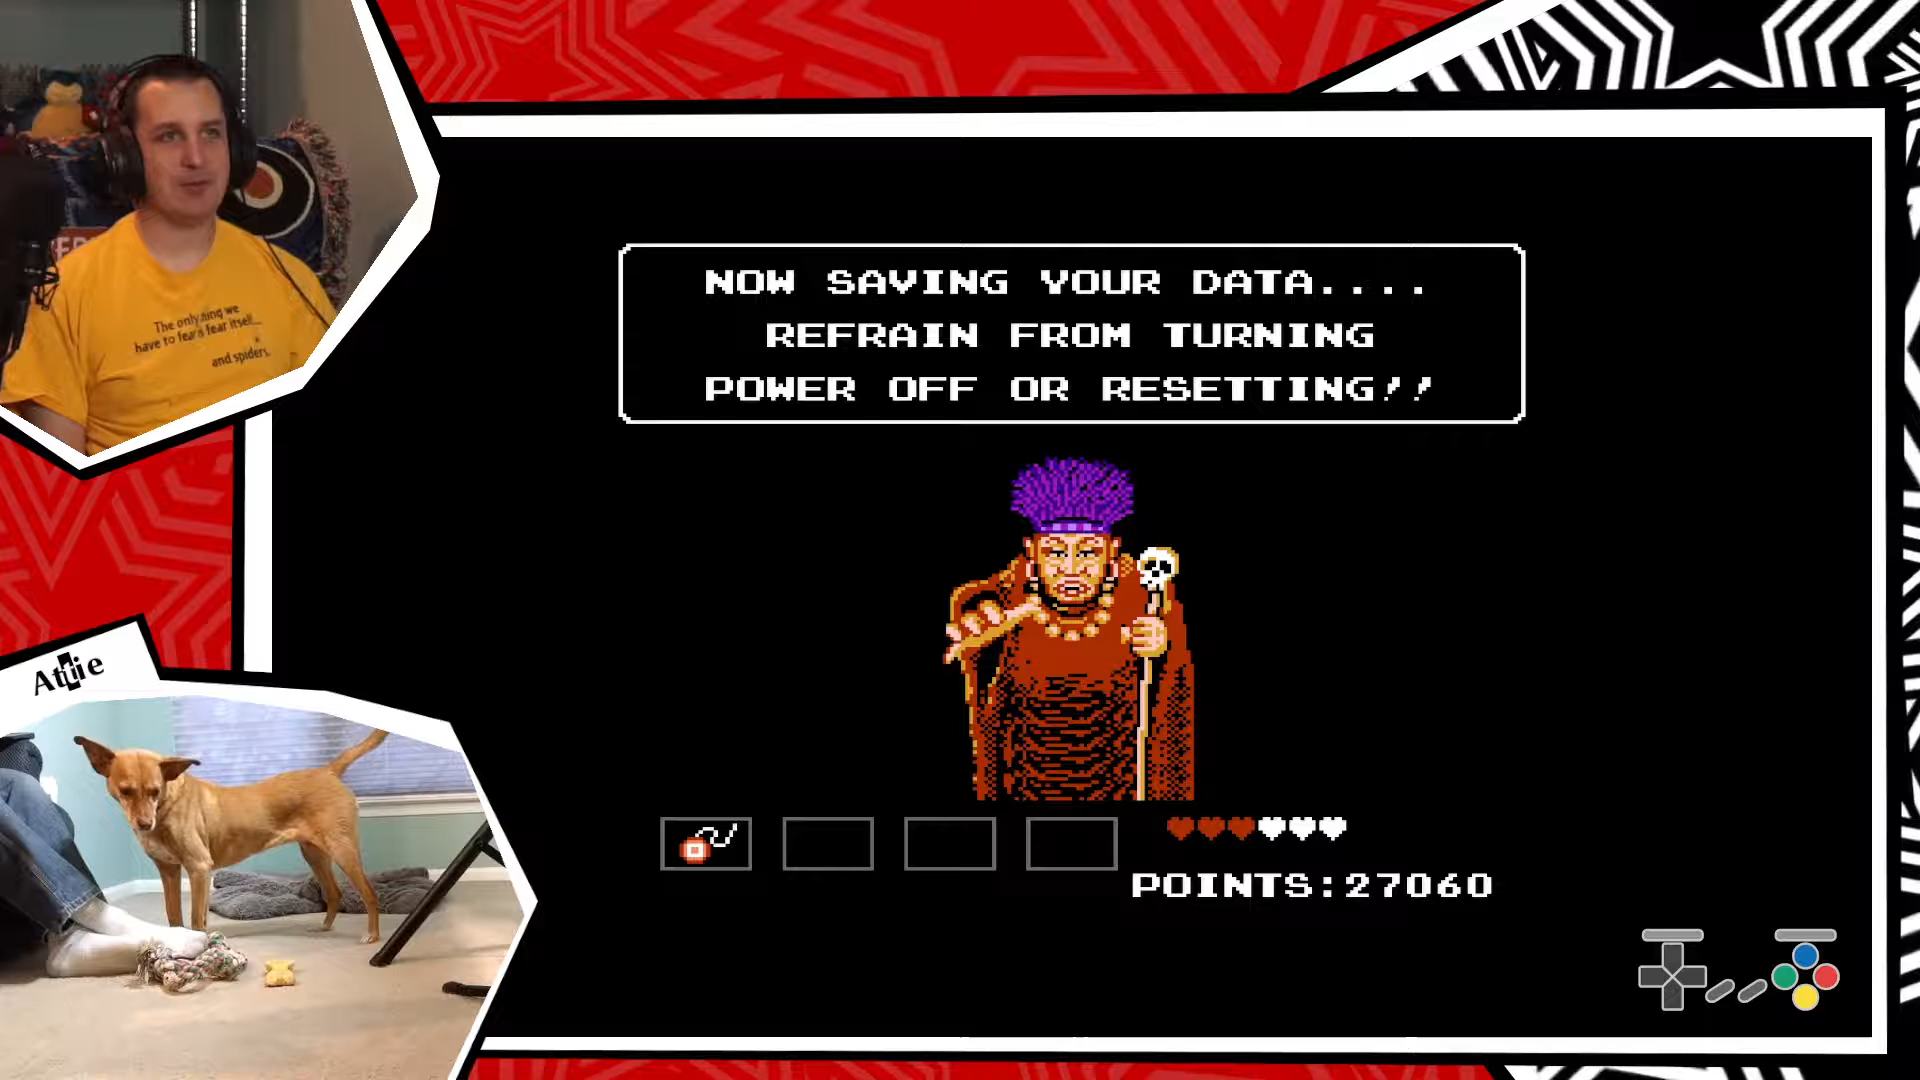 The only thing we
have to fear is fear itself...
and spiders.
NOW SAVING YOUR DATA....
REFRAIN FROM TURNING
POWER OFF OR RESETTING!!
POINTS:27060
Attie